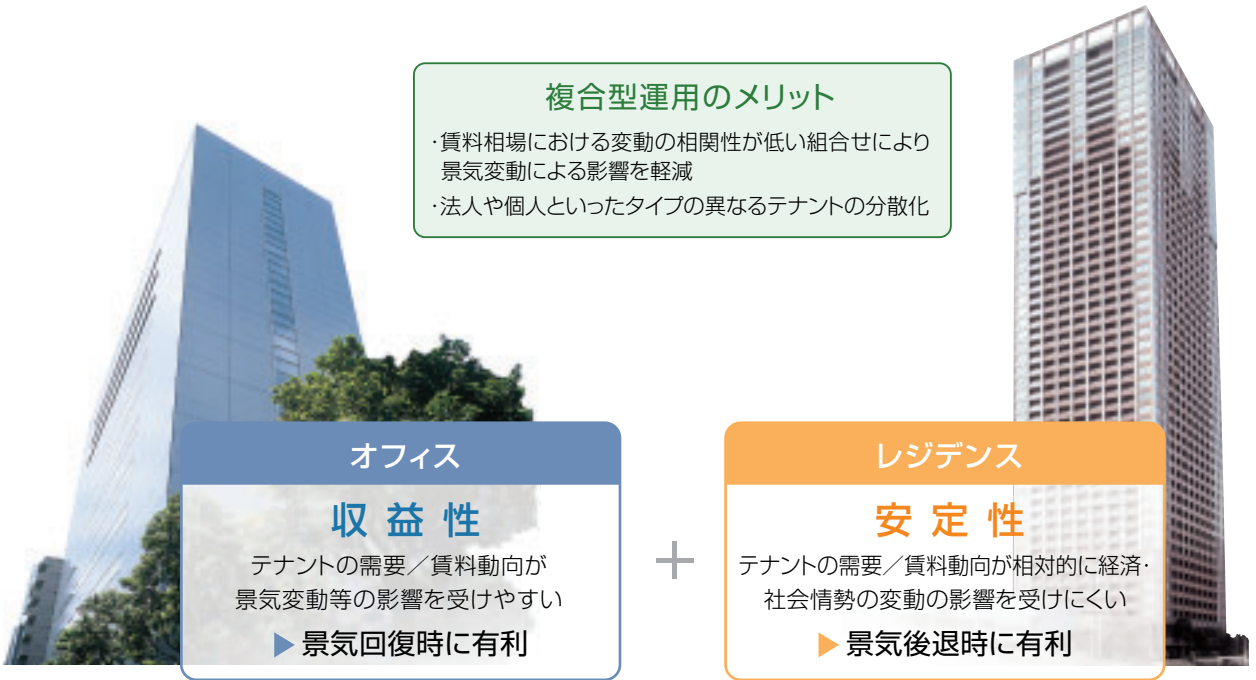 複合型運用のメリット
・賃料相場における変動の相関性が低い組合せにより
景気変動による影響を軽減
・法人や個人といったタイプの異なるテナントの分散化
オフィス
収益性
テナントの需要／賃料動向が
景気変動等の影響を受けやすい
▶景気回復時に有利
＋
レジデンス
安定性
テナントの需要／賃料動向が相対的に経済・
社会情勢の変動の影響を受けにくい
▶景気後退時に有利